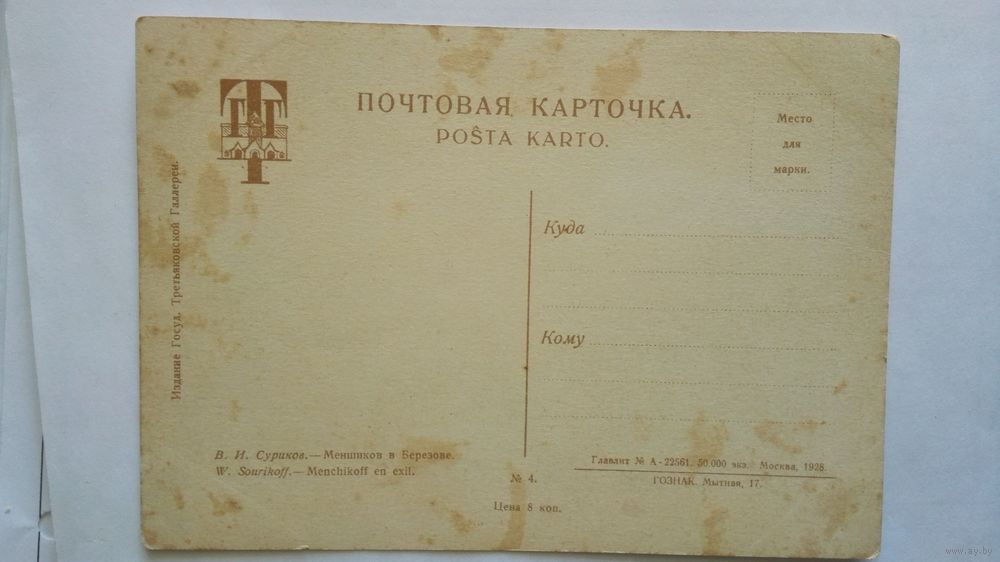 ПОЧТОВАЯ КАРТОЧКА.
POŜTA KARTO.
Место
для
марки.
Издание Госуд. Третьяковской Галлереи.
Куда
Кому
В. И. Суриков.—Меншиков в Березове.
W. Sourikoff.—Menchikoff en exil.
№ 4.
Цена 8 коп.
Главлит № А-22561. 50.000 экз. Москва, 1928.
ГОЗНАК. Мытная, 17.
www.ay.by